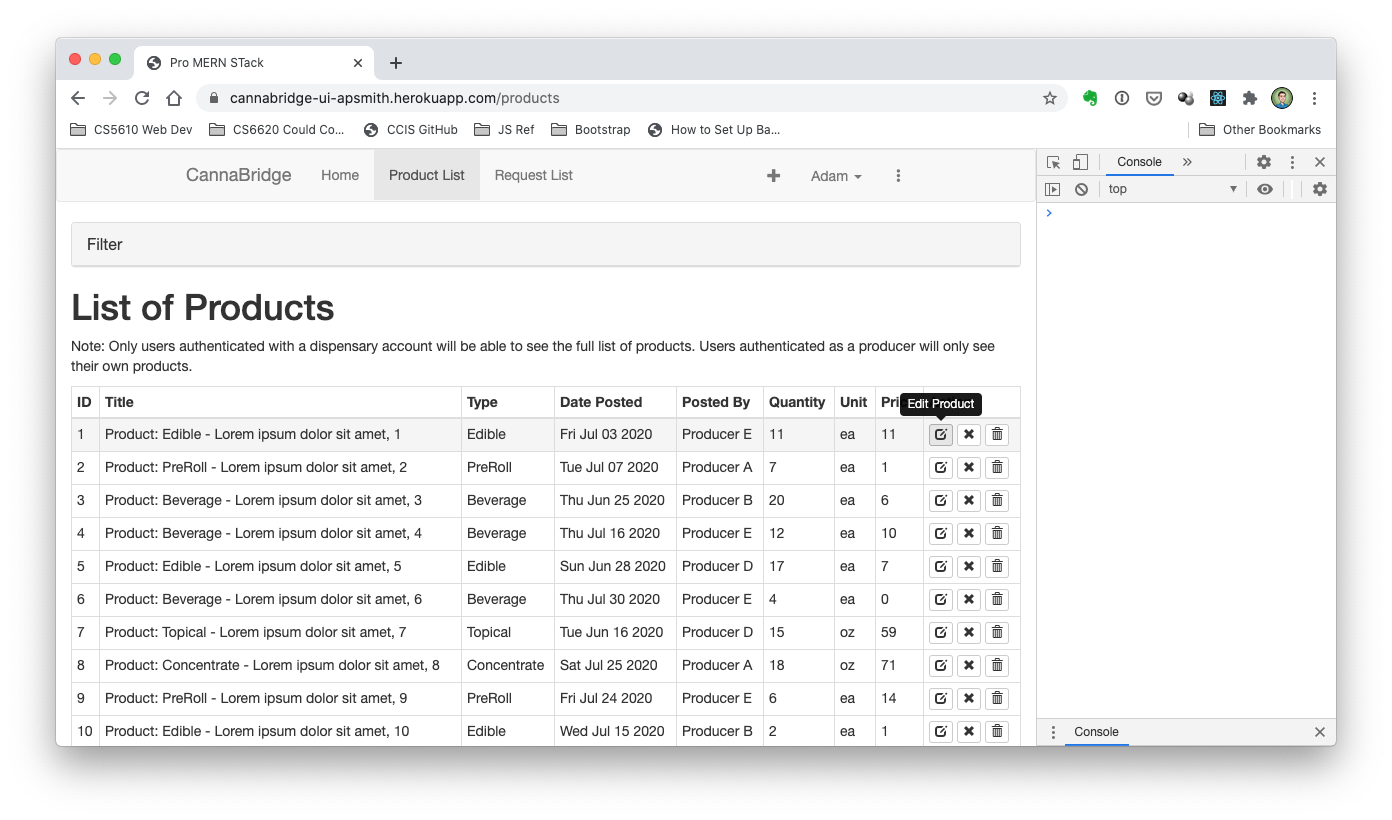 Pro MERN STack
cannabridge-ui-apsmith.herokuapp.com/products
CS5610 Web Dev CS6620 Could Co... CCIS GitHub JS Ref Bootstrap How to Set Up Ba... Other Bookmarks
CannaBridge Home Product List Request List Adam
Console
top
Filter
List of Products
Note: Only users authenticated with a dispensary account will be able to see the full list of products. Users authenticated as a producer will only see
their own products.
Edit Product
ID Title Type Date Posted Posted By Quantity Unit
1 Product: Edible - Lorem ipsum dolor sit amet, 1 Edible Fri Jul 03 2020 Producer E 11 ea 11
2 Product: PreRoll - Lorem ipsum dolor sit amet, 2 PreRoll Tue Jul 07 2020 Producer A 7 ea 1
3 Product: Beverage - Lorem ipsum dolor sit amet, 3 Beverage Thu Jun 25 2020 Producer B 20 ea 6
4 Product: Beverage - Lorem ipsum dolor sit amet, 4 Beverage Thu Jul 16 2020 Producer E 12 ea 10
5 Product: Edible - Lorem ipsum dolor sit amet, 5 Edible Sun Jun 28 2020 Producer D 17 ea 7
6 Product: Beverage - Lorem ipsum dolor sit amet, 6 Beverage Thu Jul 30 2020 Producer E 4 ea 0
7 Product: Topical - Lorem ipsum dolor sit amet, 7 Topical Tue Jun 16 2020 Producer D 15 oz 59
8 Product: Concentrate - Lorem ipsum dolor sit amet, 8 Concentrate Sat Jul 25 2020 Producer A 18 oz 71
9 Product: PreRoll - Lorem ipsum dolor sit amet, 9 PreRoll Fri Jul 24 2020 Producer E 6 ea 14
10 Product: Edible - Lorem ipsum dolor sit amet, 10 Edible Wed Jul 15 2020 Producer B 2 ea 1
Console